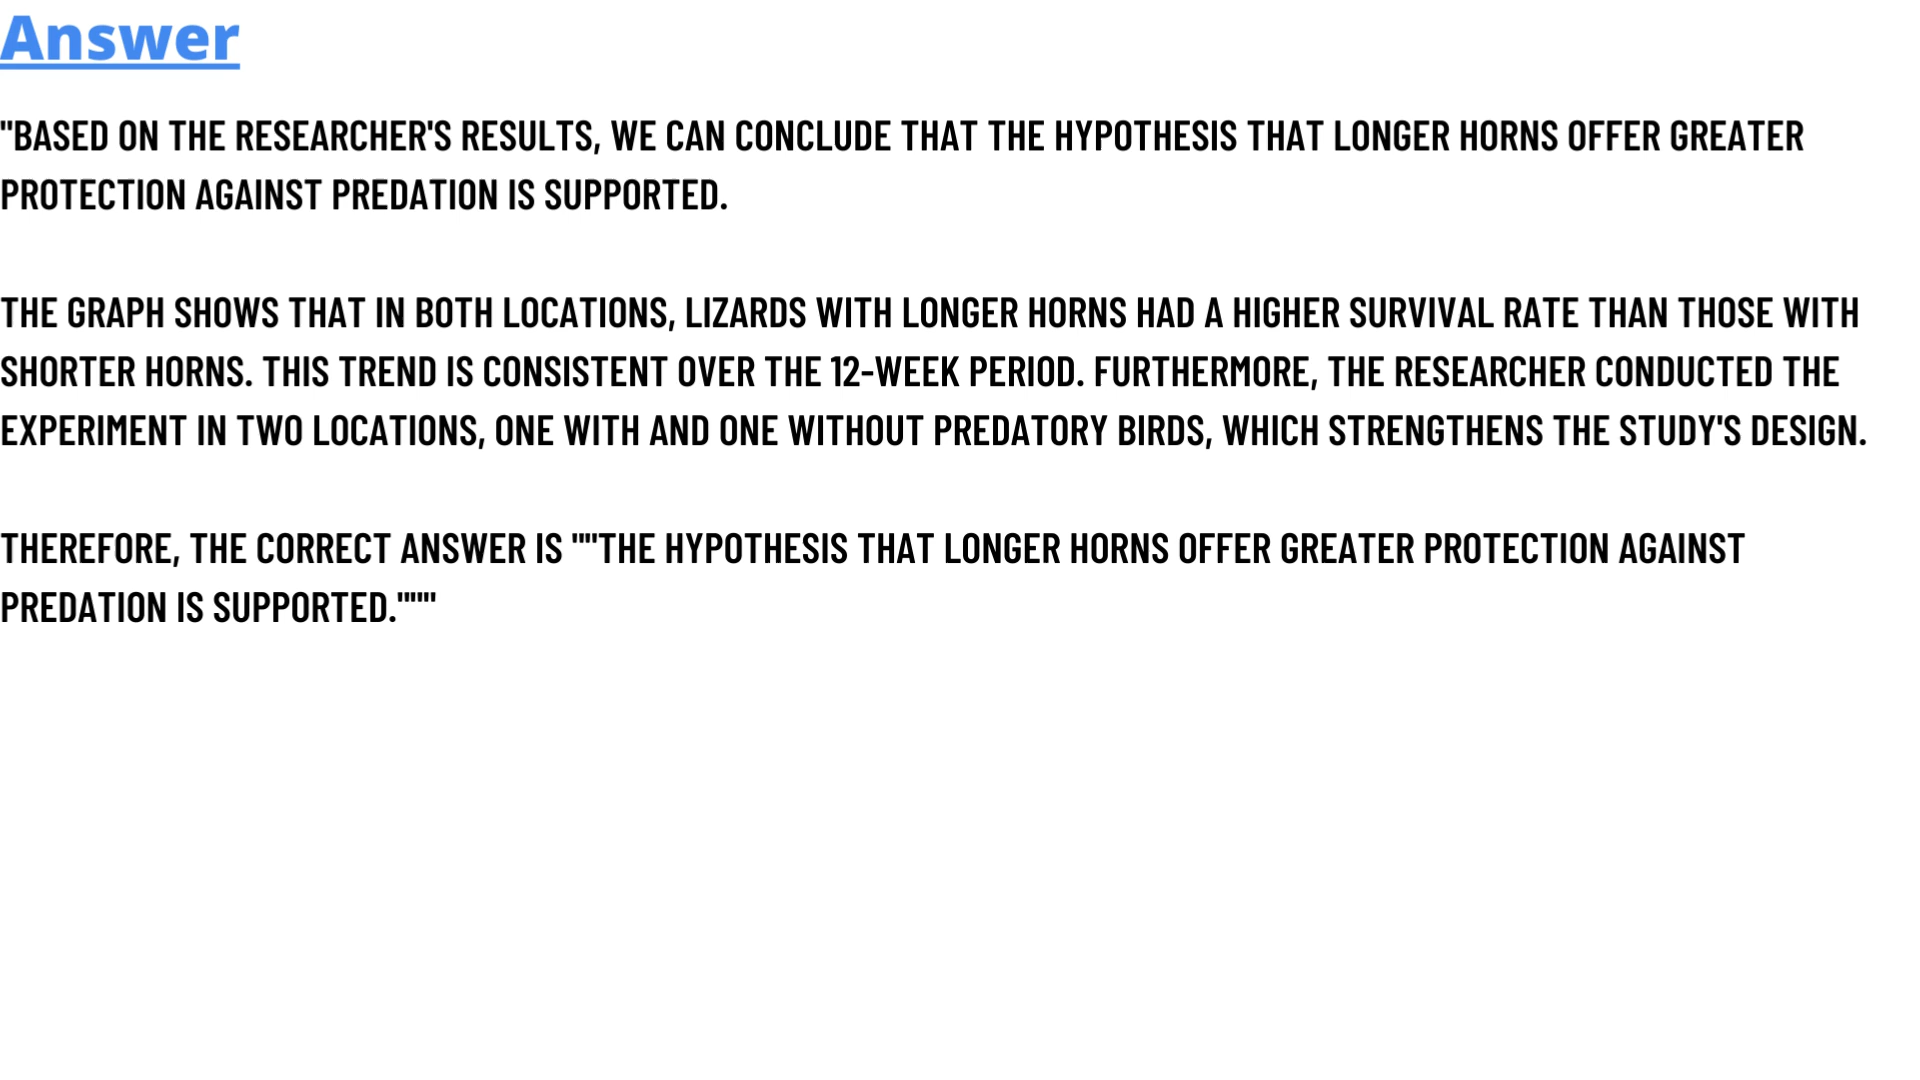 Answer
"BASED ON THE RESEARCHER'S RESULTS, WE CAN CONCLUDE THAT THE HYPOTHESIS THAT LONGER HORNS OFFER GREATER
PROTECTION AGAINST PREDATION IS SUPPORTED.
THE GRAPH SHOWS THAT IN BOTH LOCATIONS, LIZARDS WITH LONGER HORNS HAD A HIGHER SURVIVAL RATE THAN THOSE WITH
SHORTER HORNS. THIS TREND IS CONSISTENT OVER THE 12-WEEK PERIOD. FURTHERMORE, THE RESEARCHER CONDUCTED THE
EXPERIMENT IN TWO LOCATIONS, ONE WITH AND ONE WITHOUT PREDATORY BIRDS, WHICH STRENGTHENS THE STUDY'S DESIGN.
THEREFORE, THE CORRECT ANSWER IS ""THE HYPOTHESIS THAT LONGER HORNS OFFER GREATER PROTECTION AGAINST
PREDATION IS SUPPORTED."""